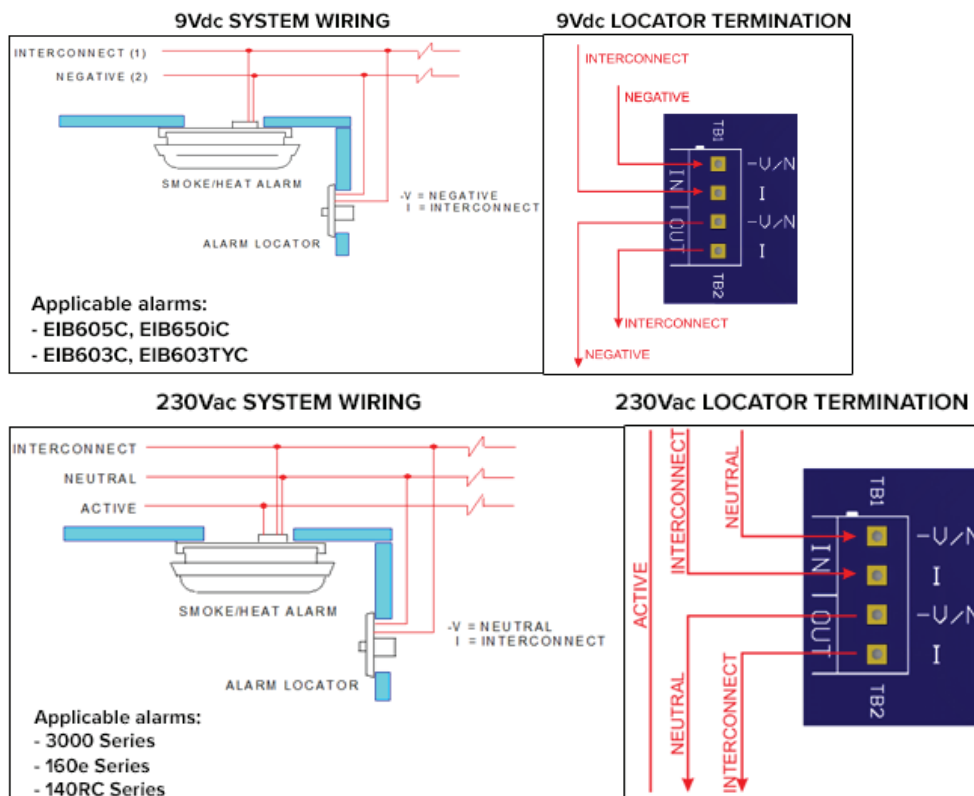 9Vdc SYSTEM WIRING
INTERCONNECT (1)
NEGATIVE (2)
SMOKE/HEAT ALARM
-V = NEGATIVE
I = INTERCONNECT
ALARM LOCATOR
Applicable alarms:
- EIB605C, EIB650iC
- EIB603C, EIB603TYC
9Vdc LOCATOR TERMINATION
INTERCONNECT
NEGATIVE
TB1
-V/N
I
-V/N
I
IN | OUT
TB2
INTERCONNECT
NEGATIVE
230Vac SYSTEM WIRING
INTERCONNECT
NEUTRAL
ACTIVE
SMOKE/HEAT ALARM
-V = NEUTRAL
I = INTERCONNECT
ALARM LOCATOR
Applicable alarms:
- 3000 Series
- 160e Series
- 140RC Series
230Vac LOCATOR TERMINATION
ACTIVE
INTERCONNECT
NEUTRAL
TB1
-V/N
I
-V/N
I
IN | OUT
TB2
NEUTRAL
INTERCONNECT